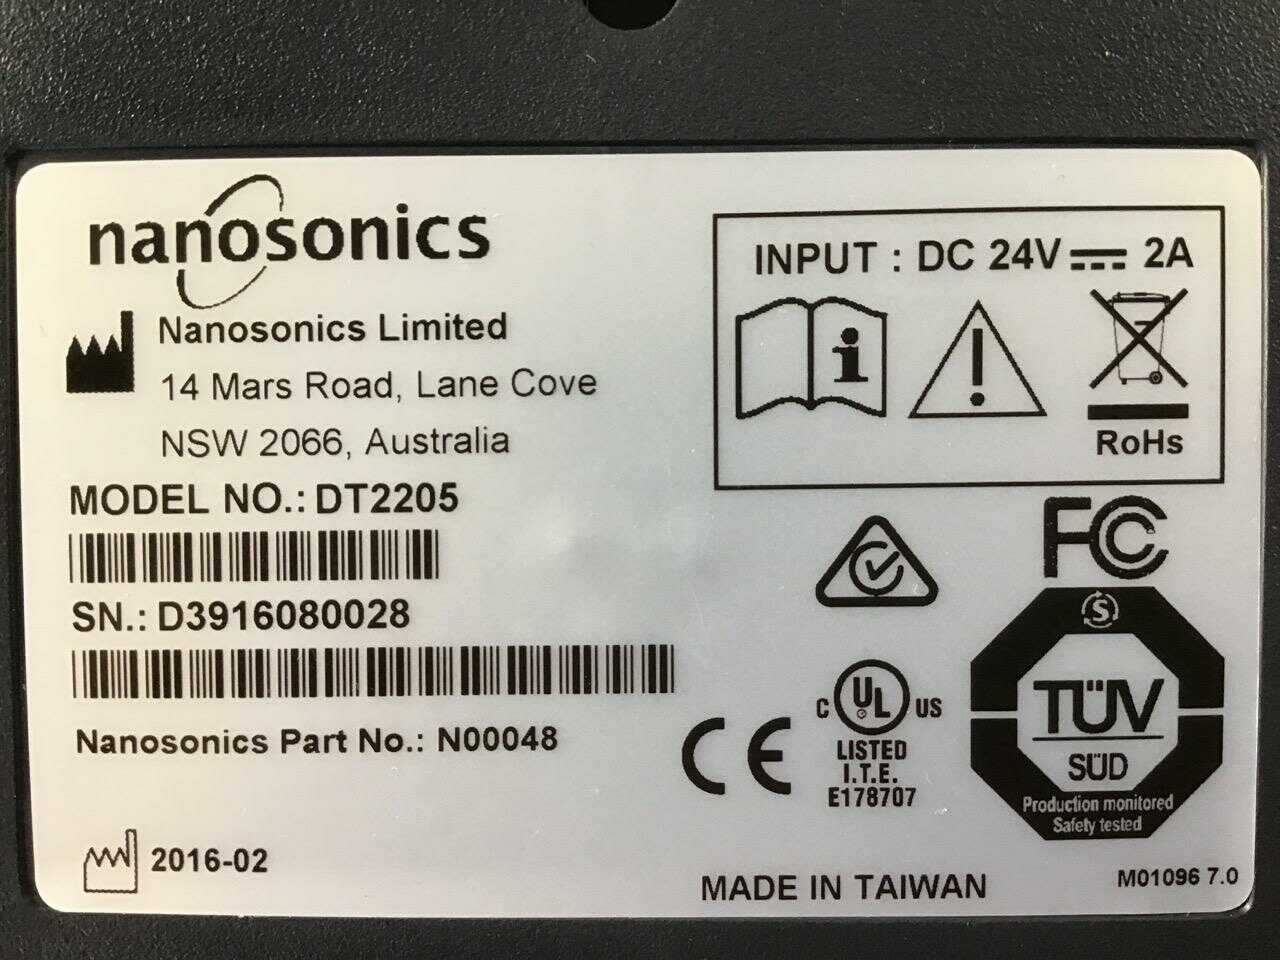 nanosonics
Nanosonics Limited
14 Mars Road, Lane Cove
NSW 2066, Australia
MODEL NO.: DT2205
SN.: D3916080028
Nanosonics Part No.: N00048
2016-02
INPUT : DC 24V 2A
i
RoHs
FC
C UL US
LISTED
I.T.E.
E178707
CE
S
TÜV
SÜD
Production monitored
Safety tested
MADE IN TAIWAN
M01096 7.0